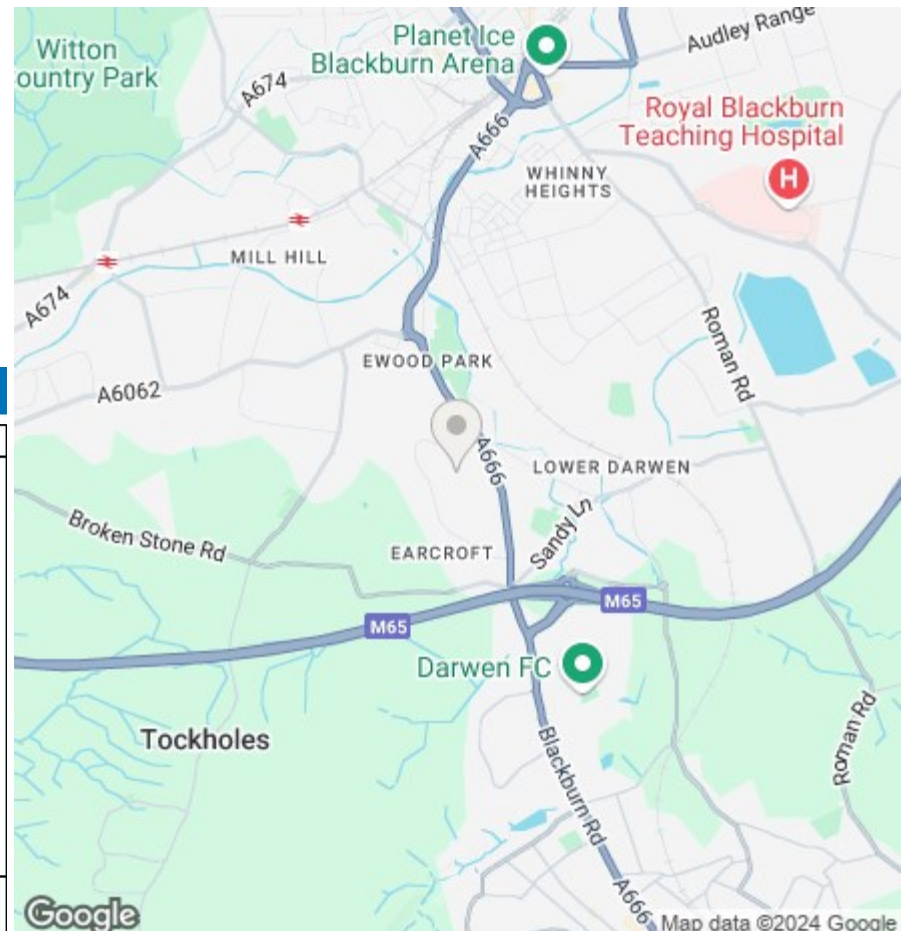 Witton
ountry Park
Planet Ice
Blackburn Arena
Audley Range
A674
A666
Royal Blackburn
Teaching Hospital
H
WHINNY
HEIGHTS
MILL HILL
A674
Roman Rd
EWOOD PARK
A6062
A666
LOWER DARWEN
Sandy Ln
Broken Stone Rd
EARCROFT
M65
M65
Darwen FC
Tockholes
Roman Rd
Blackburn Rd
A666
Google
Map data ©2024 Google